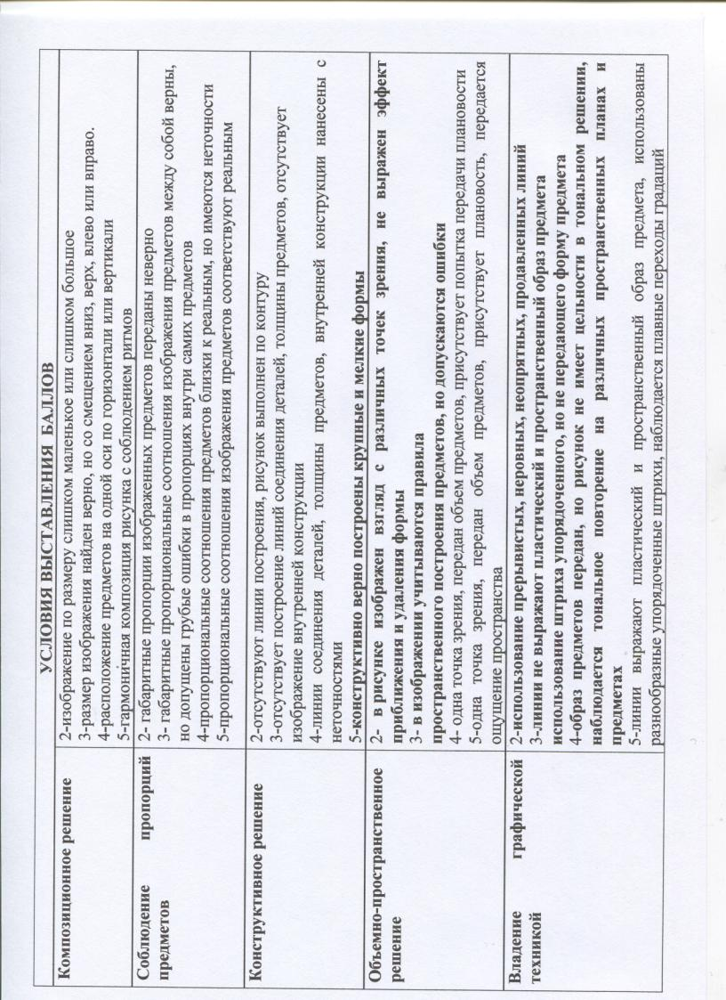 УСЛОВИЯ ВЫСТАВЛЕНИЯ БАЛЛОВ
Композиционное решение
2-изображение по размеру слишком маленькое или слишком большое
3-размер изображения найден верно, но со смещением вниз, верх, влево или вправо.
4-расположение предметов на одной оси по горизонтали или вертикали
5-гармоничная композиция рисунка с соблюдением ритмов
Соблюдение пропорций
предметов
2- габаритные пропорции изображенных предметов переданы неверно
3- габаритные пропорциональные соотношения изображения предметов между собой верны,
но допущены грубые ошибки в пропорциях внутри самих предметов
4-пропорциональные соотношения предметов близки к реальным, но имеются неточности
5-пропорциональные соотношения изображения предметов соответствуют реальным
Конструктивное решение
2-отсутствуют линии построения, рисунок выполнен по контуру
3-отсутствует построение линий соединения деталей, толщины предметов, отсутствует
изображение внутренней конструкции
4-линии соединения деталей, толщины предметов, внутренней конструкции нанесены с
неточностями
5-конструктивно верно построены крупные и мелкие формы
Объемно-пространственное
решение
2- в рисунке изображен взгляд с различных точек зрения, не выражен эффект
приближения и удаления формы
3- в изображении учитываются правила
пространственного построения предметов, но допускаются ошибки
4- одна точка зрения, передан объем предметов, присутствует попытка передачи плановости
5-одна точка зрения, передан объем предметов, присутствует плановость, передается
ощущение пространства
Владение графической
техникой
2-использование прерывистых, неровных, неопрятных, продавленных линий
3-линии не выражают пластический и пространственный образ предмета
использование штриха упорядоченного, но не передающего форму предмета
4-образ предметов передан, но рисунок не имеет цельности в тональном решении,
наблюдается тональное повторение на различных пространственных планах и
предметах
5-линии выражают пластический и пространственный образ предмета, использованы
разнообразные упорядоченные штрихи, наблюдается плавные переходы градаций